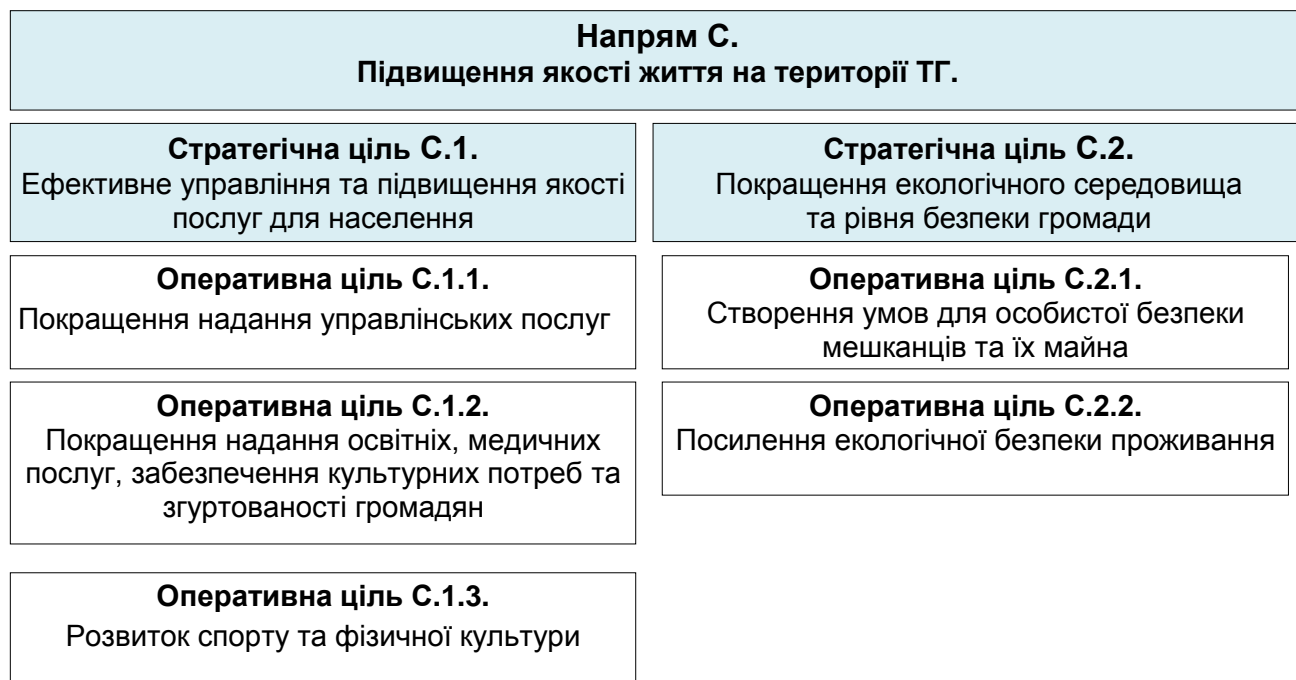 Напрям С.
Підвищення якості життя на території ТГ.
Стратегічна ціль С.1.
Ефективне управління та підвищення якості
послуг для населення
Стратегічна ціль С.2.
Покращення екологічного середовища
та рівня безпеки громади
Оперативна ціль С.1.1.
Покращення надання управлінських послуг
Оперативна ціль С.2.1.
Створення умов для особистої безпеки
мешканців та їх майна
Оперативна ціль С.1.2.
Покращення надання освітніх, медичних
послуг, забезпечення культурних потреб та
згуртованості громадян
Оперативна ціль С.2.2.
Посилення екологічної безпеки проживання
Оперативна ціль С.1.3.
Розвиток спорту та фізичної культури